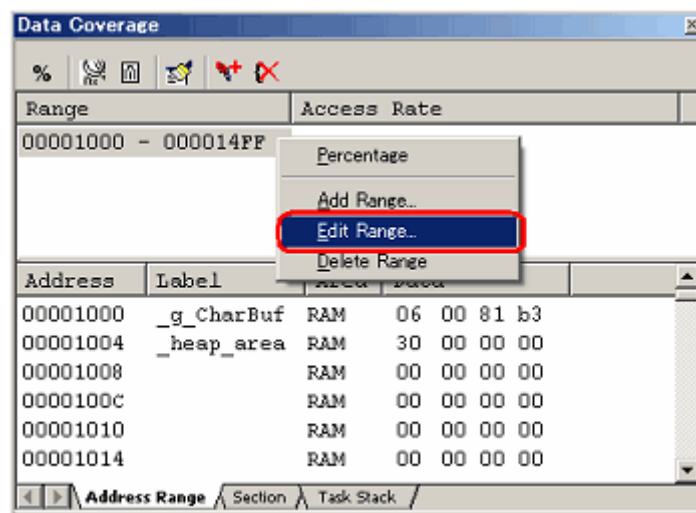 Data Coverage
%
Range Access Rate
00001000 - 000014FF
Percentage
Add Range...
Edit Range...
Delete Range
Address Label Area Data
00001000 _g_CharBuf RAM 06 00 81 b3
00001004 _heap_area RAM 30 00 00 00
00001008 RAM 00 00 00 00
0000100C RAM 00 00 00 00
00001010 RAM 00 00 00 00
00001014 RAM 00 00 00 00
Address Range Section Task Stack